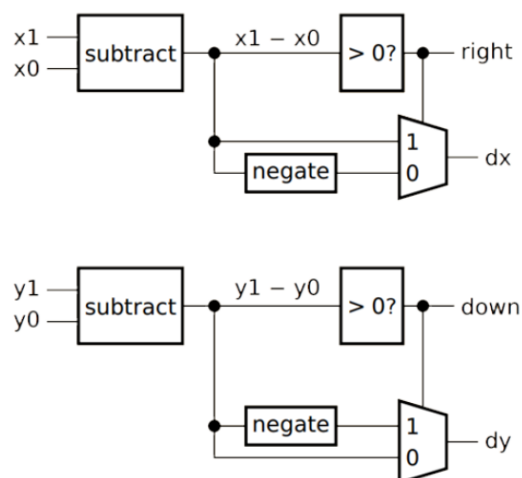 x1
x0
subtract
x1 − x0
> 0?
right
1
0
negate
dx
y1
y0
subtract
y1 − y0
> 0?
down
negate
1
0
dy